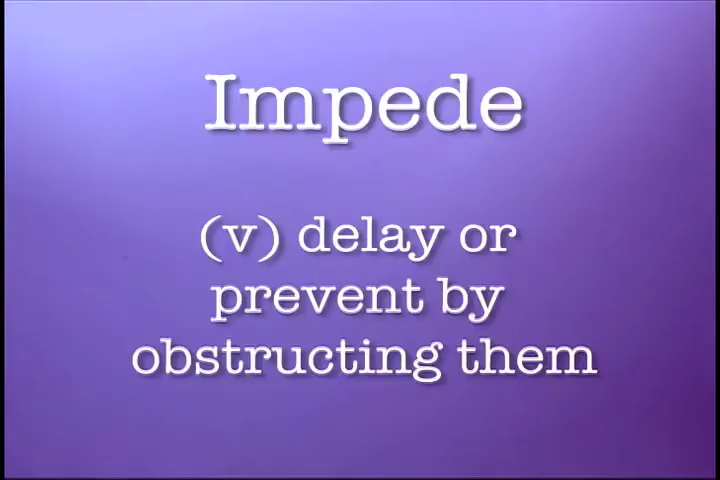 Impede
(v) delay or
prevent by
obstructing them